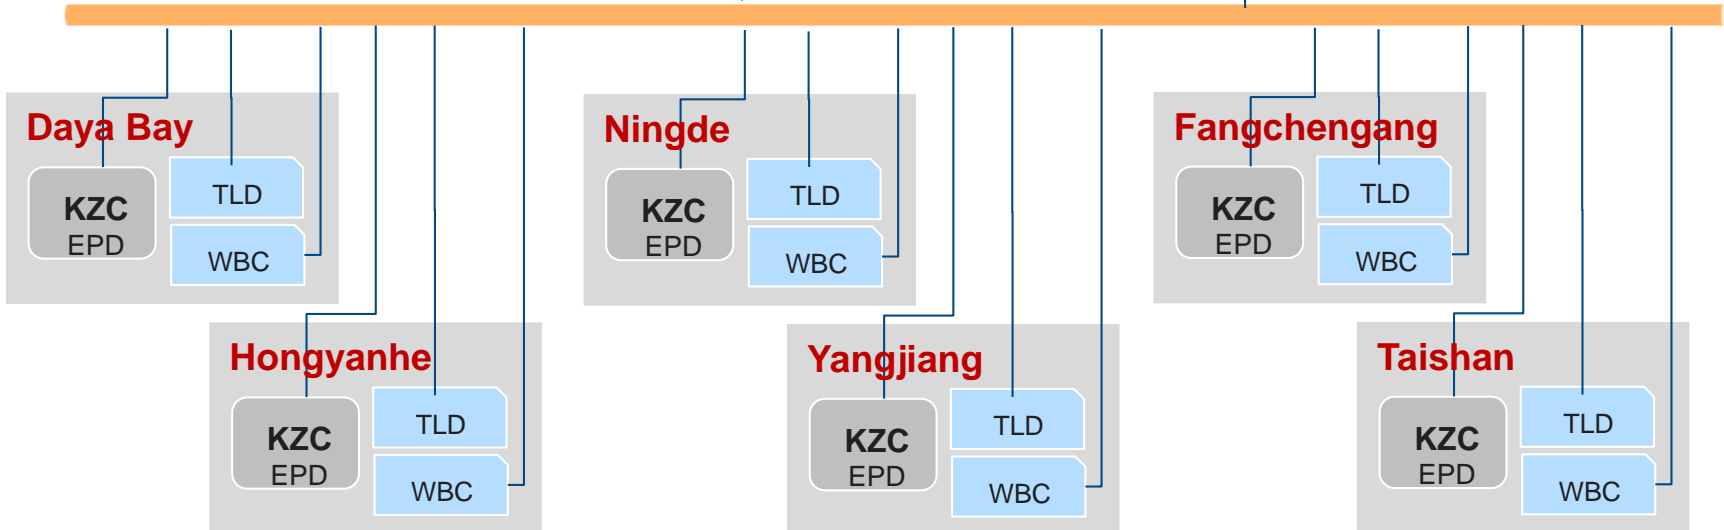 Daya Bay
KZC
EPD
TLD
WBC
Ningde
KZC
EPD
TLD
WBC
Fangchengang
KZC
EPD
TLD
WBC
Hongyanhe
KZC
EPD
TLD
WBC
Yangjiang
KZC
EPD
TLD
WBC
Taishan
KZC
EPD
TLD
WBC